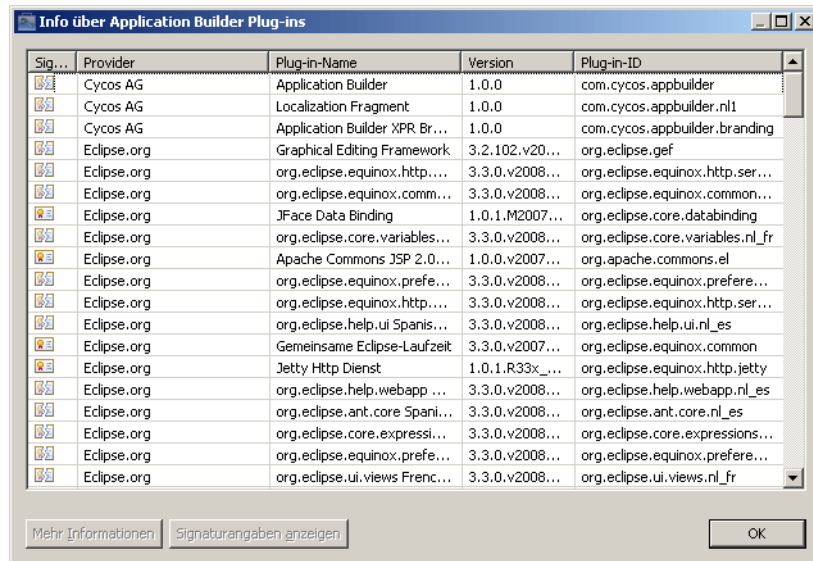 Info über Application Builder Plug-ins
Sig... Provider Plug-in-Name Version Plug-in-ID
Cycos AG Application Builder 1.0.0 com.cycos.appbuilder
Cycos AG Localization Fragment 1.0.0 com.cycos.appbuilder.nl1
Cycos AG Application Builder XPR Br... 1.0.0 com.cycos.appbuilder.branding
Eclipse.org Graphical Editing Framework 3.2.102.v20... org.eclipse.gef
Eclipse.org org.eclipse.equinox.http.... 3.3.0.v2008... org.eclipse.equinox.http.ser...
Eclipse.org org.eclipse.equinox.comm... 3.3.0.v2008... org.eclipse.equinox.common...
Eclipse.org JFace Data Binding 1.0.1.M2007... org.eclipse.core.databinding
Eclipse.org org.eclipse.core.variables... 3.3.0.v2008... org.eclipse.core.variables.nl_fr
Eclipse.org Apache Commons JSP 2.0... 1.0.0.v2007... org.apache.commons.el
Eclipse.org org.eclipse.equinox.prefe... 3.3.0.v2008... org.eclipse.equinox.prefere...
Eclipse.org org.eclipse.equinox.http.... 3.3.0.v2008... org.eclipse.equinox.http.ser...
Eclipse.org org.eclipse.help.ui Spanis... 3.3.0.v2008... org.eclipse.help.ui.nl_es
Eclipse.org Gemeinsame Eclipse-Laufzeit 3.3.0.v2007... org.eclipse.equinox.common
Eclipse.org Jetty Http Dienst 1.0.1.R33x_... org.eclipse.equinox.http.jetty
Eclipse.org org.eclipse.help.webapp ... 3.3.0.v2008... org.eclipse.help.webapp.nl_es
Eclipse.org org.eclipse.ant.core Spani... 3.3.0.v2008... org.eclipse.ant.core.nl_es
Eclipse.org org.eclipse.core.expressi... 3.3.0.v2008... org.eclipse.core.expressions...
Eclipse.org org.eclipse.equinox.prefe... 3.3.0.v2008... org.eclipse.equinox.prefere...
Eclipse.org org.eclipse.ui.views Frenc... 3.3.0.v2008... org.eclipse.ui.views.nl_fr
Mehr Informationen Signaturangaben anzeigen OK